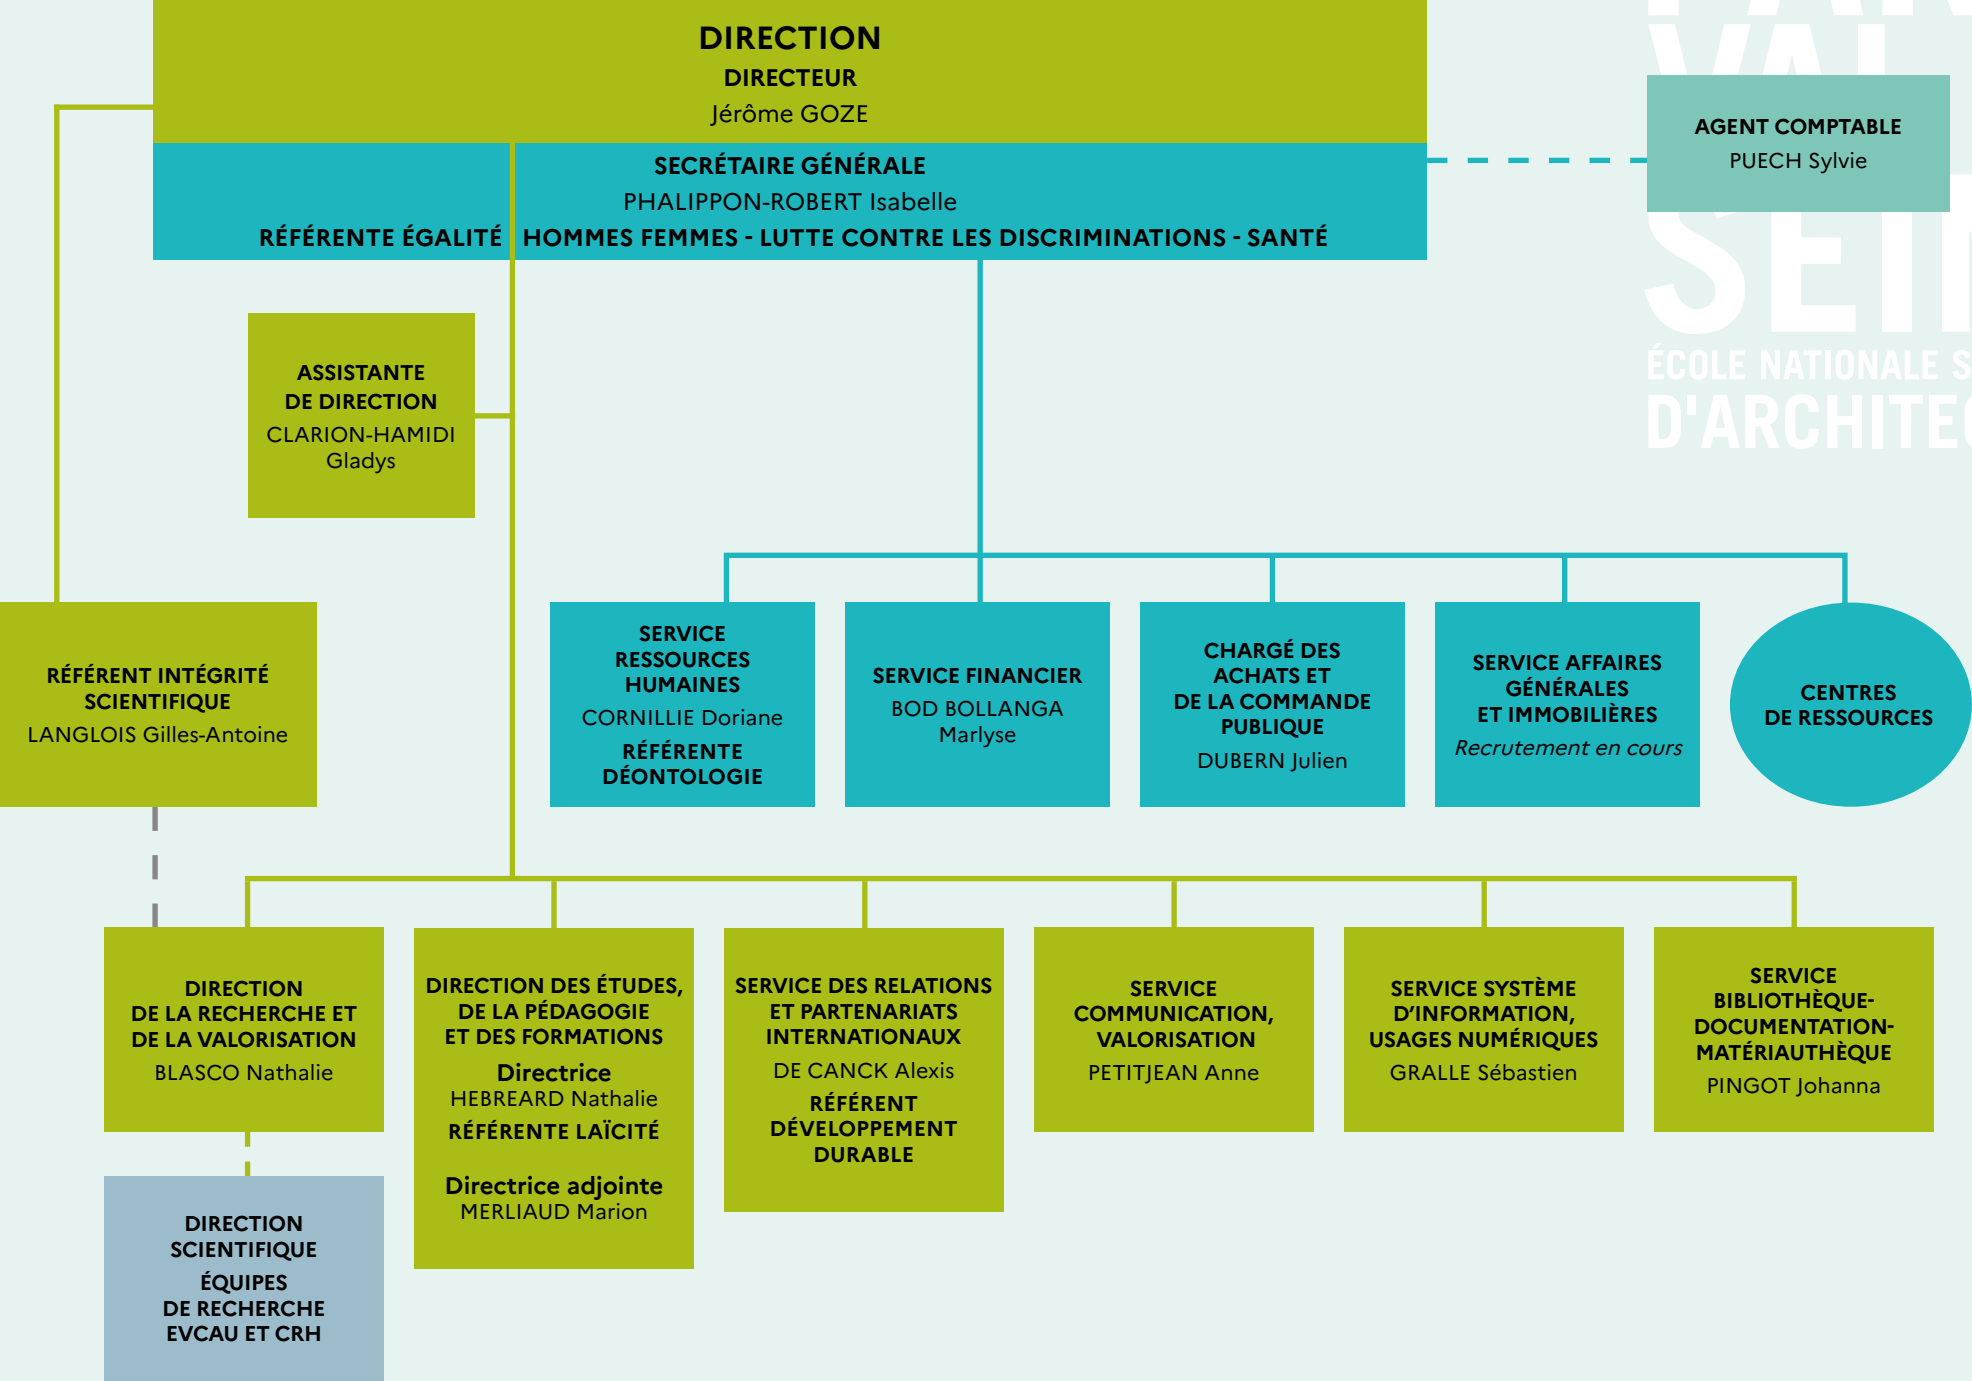 DIRECTION
DIRECTEUR
Jérôme GOZE
SECRÉTAIRE GÉNÉRALE
PHALIPPON-ROBERT Isabelle
RÉFÉRENTE ÉGALITÉ HOMMES FEMMES - LUTTE CONTRE LES DISCRIMINATIONS - SANTÉ
VAL
AGENT COMPTABLE
PUECH Sylvie
ÉCOLE NATIONALE
ASSISTANTE
DE DIRECTION
CLARION-HAMIDI
Gladys
RÉFÉRENT INTÉGRITÉ
SCIENTIFIQUE
LANGLOIS Gilles-Antoine
SERVICE
RESSOURCES
HUMAINES
CORNILLIE Doriane
RÉFÉRENTE
DÉONTOLOGIE
SERVICE FINANCIER
BOD BOLLANGA
Marlyse
CHARGÉ DES
ACHATS ET
DE LA COMMANDE
PUBLIQUE
DUBERN Julien
SERVICE AFFAIRES
GÉNÉRALES
ET IMMOBILIÈRES
Recrutement en cours
CENTRES
DE RESSOURCES
DIRECTION
DE LA RECHERCHE ET
DE LA VALORISATION
BLASCO Nathalie
DIRECTION DES ÉTUDES,
DE LA PÉDAGOGIE
ET DES FORMATIONS
Directrice
HEBREARD Nathalie
RÉFÉRENTE LAÏCITÉ
Directrice adjointe
MERLIAUD Marion
SERVICE DES RELATIONS
ET PARTENARIATS
INTERNATIONAUX
DE CANCK Alexis
RÉFÉRENT
DÉVELOPPEMENT
DURABLE
SERVICE
COMMUNICATION,
VALORISATION
PETITJEAN Anne
SERVICE SYSTÈME
D’INFORMATION,
USAGES NUMÉRIQUES
GRALLE Sébastien
SERVICE
BIBLIOTHÈQUE-
DOCUMENTATION-
MATÉRIAUTHÈQUE
PINGOT Johanna
DIRECTION
SCIENTIFIQUE
ÉQUIPES
DE RECHERCHE
EVCAU ET CRH